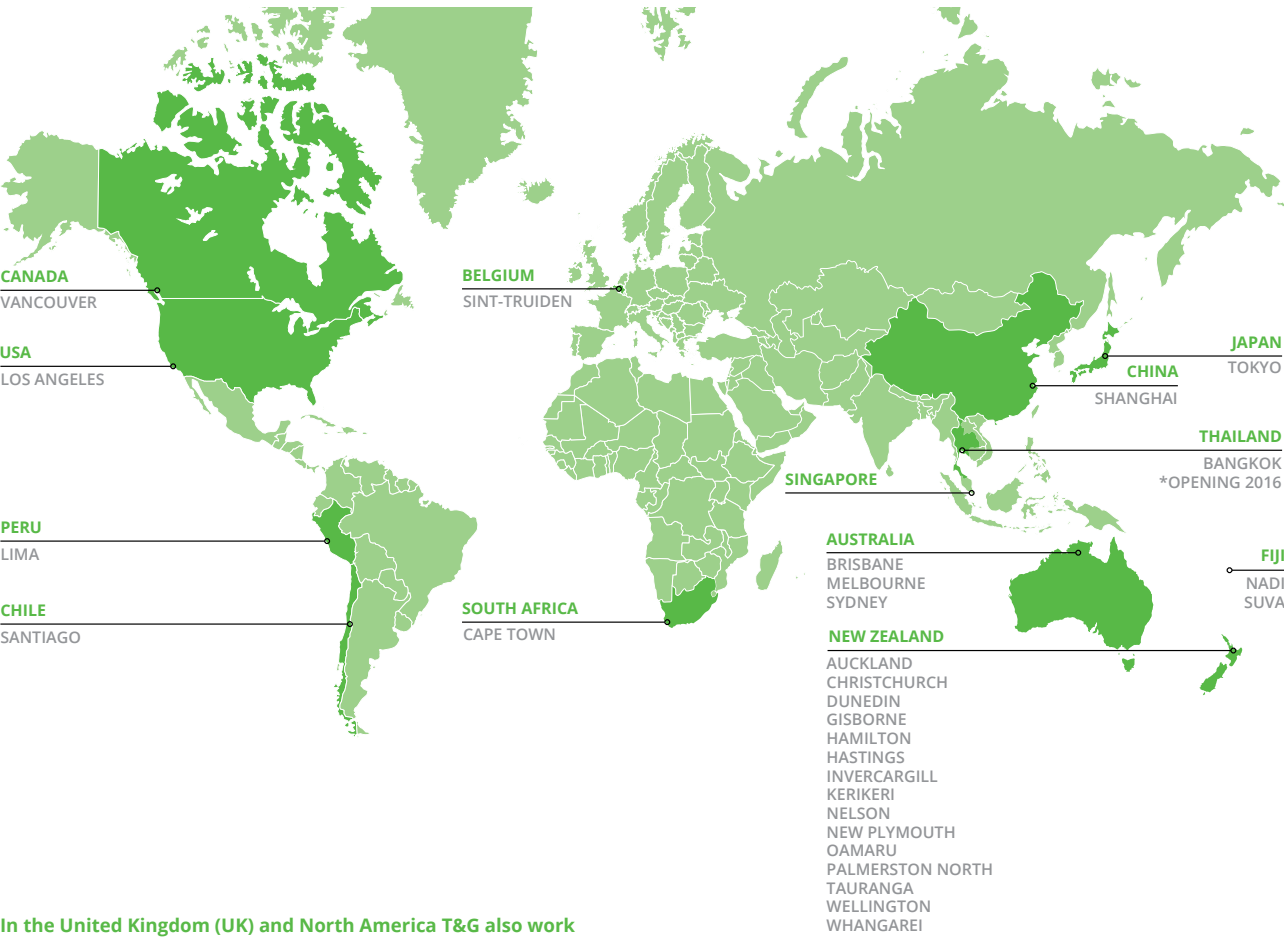 CANADA
VANCOUVER
USA
LOS ANGELES
PERU
LIMA
CHILE
SANTIAGO
BELGIUM
SINT-TRUIDEN
SOUTH AFRICA
CAPE TOWN
JAPAN
TOKYO
CHINA
SHANGHAI
THAILAND
BANGKOK
*OPENING 2016
SINGAPORE
AUSTRALIA
BRISBANE
MELBOURNE
SYDNEY
FIJI
NADI
SUVA
NEW ZEALAND
AUCKLAND
CHRISTCHURCH
DUNEDIN
GISBORNE
HAMILTON
HASTINGS
INVERCARGILL
KERIKERI
NELSON
NEW PLYMOUTH
OAMARU
PALMERSTON NORTH
TAURANGA
WELLINGTON
WHANGAREI
In the United Kingdom (UK) and North America T&G also work